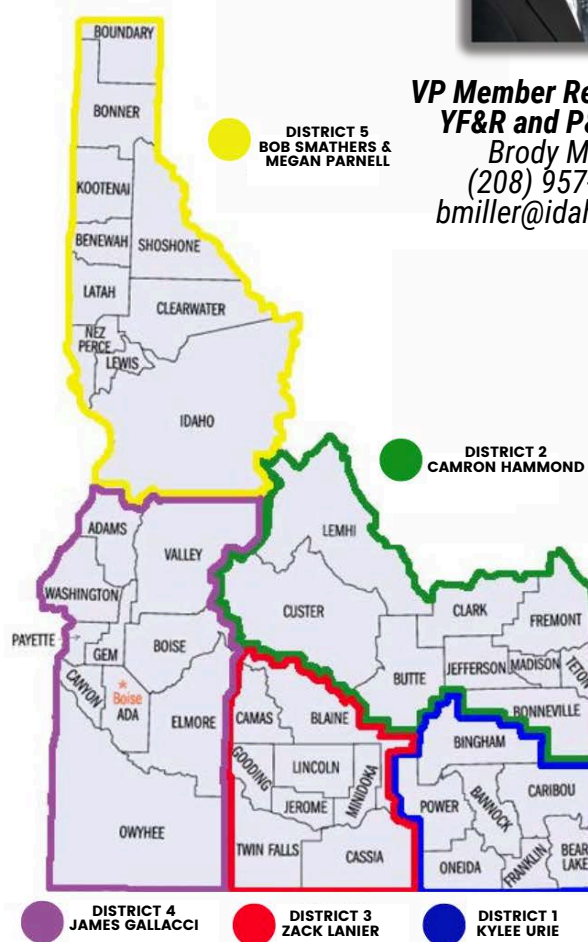 VP Member Re
YF&R and P
Brody M
(208) 957-
bmiller@idah
BOUNDARY
BONNER
DISTRICT 5
BOB SMATHERS &
MEGAN PARNELL
KOOTENAI
BENEWAH
SHOSHONE
LATAH
CLEARWATER
NEZ
PERCE
LEWIS
IDAHO
DISTRICT 2
CAMRON HAMMOND
LEMHI
ADAMS
VALLEY
WASHINGTON
CUSTER
CLARK
FREMONT
PAYETTE
GEM
BOISE
BUTTE
JEFFERSON
MADISON
TETON
CANYON
Boise
ADA
ELMORE
CAMAS
BLAINE
BONNEVILLE
BINGHAM
GOODING
LINCOLN
MINIDOKA
JEROME
POWER
BANNOCK
CARIBOU
OWYHEE
TWIN FALLS
CASSIA
ONEIDA
FRANKLIN
BEAR
LAKE
DISTRICT 4
JAMES GALLACCI
DISTRICT 3
ZACK LANIER
DISTRICT 1
KYLEE URIE